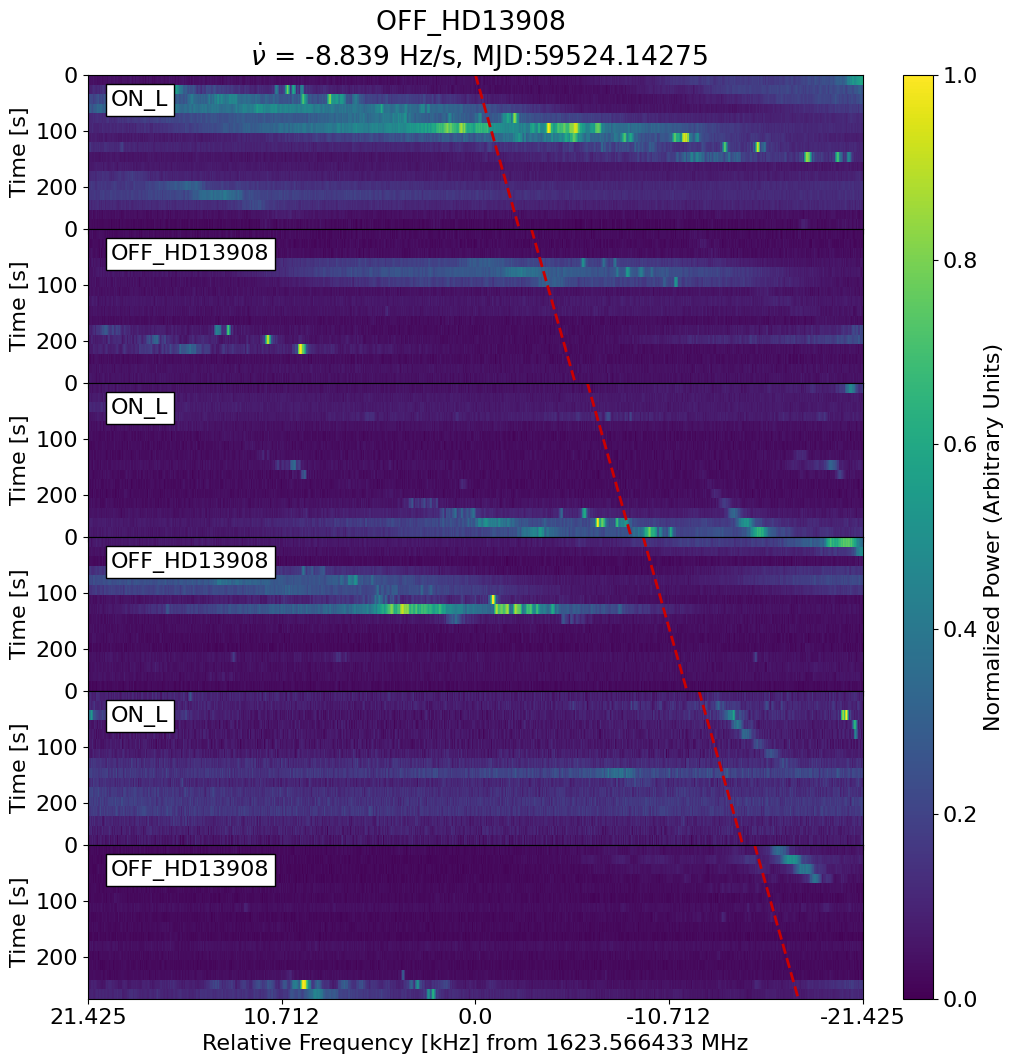 OFF_HD13908
ν̇ = -8.839 Hz/s, MJD:59524.14275
0
ON_L
100
200
Time [s]
0
OFF_HD13908
100
200
Time [s]
0
ON_L
100
200
Time [s]
0
OFF_HD13908
100
200
Time [s]
0
ON_L
100
200
Time [s]
0
OFF_HD13908
100
200
Time [s]
21.425 10.712 0.0 -10.712 -21.425
Relative Frequency [kHz] from 1623.566433 MHz
1.0
0.8
0.6
0.4
0.2
0.0
Normalized Power (Arbitrary Units)